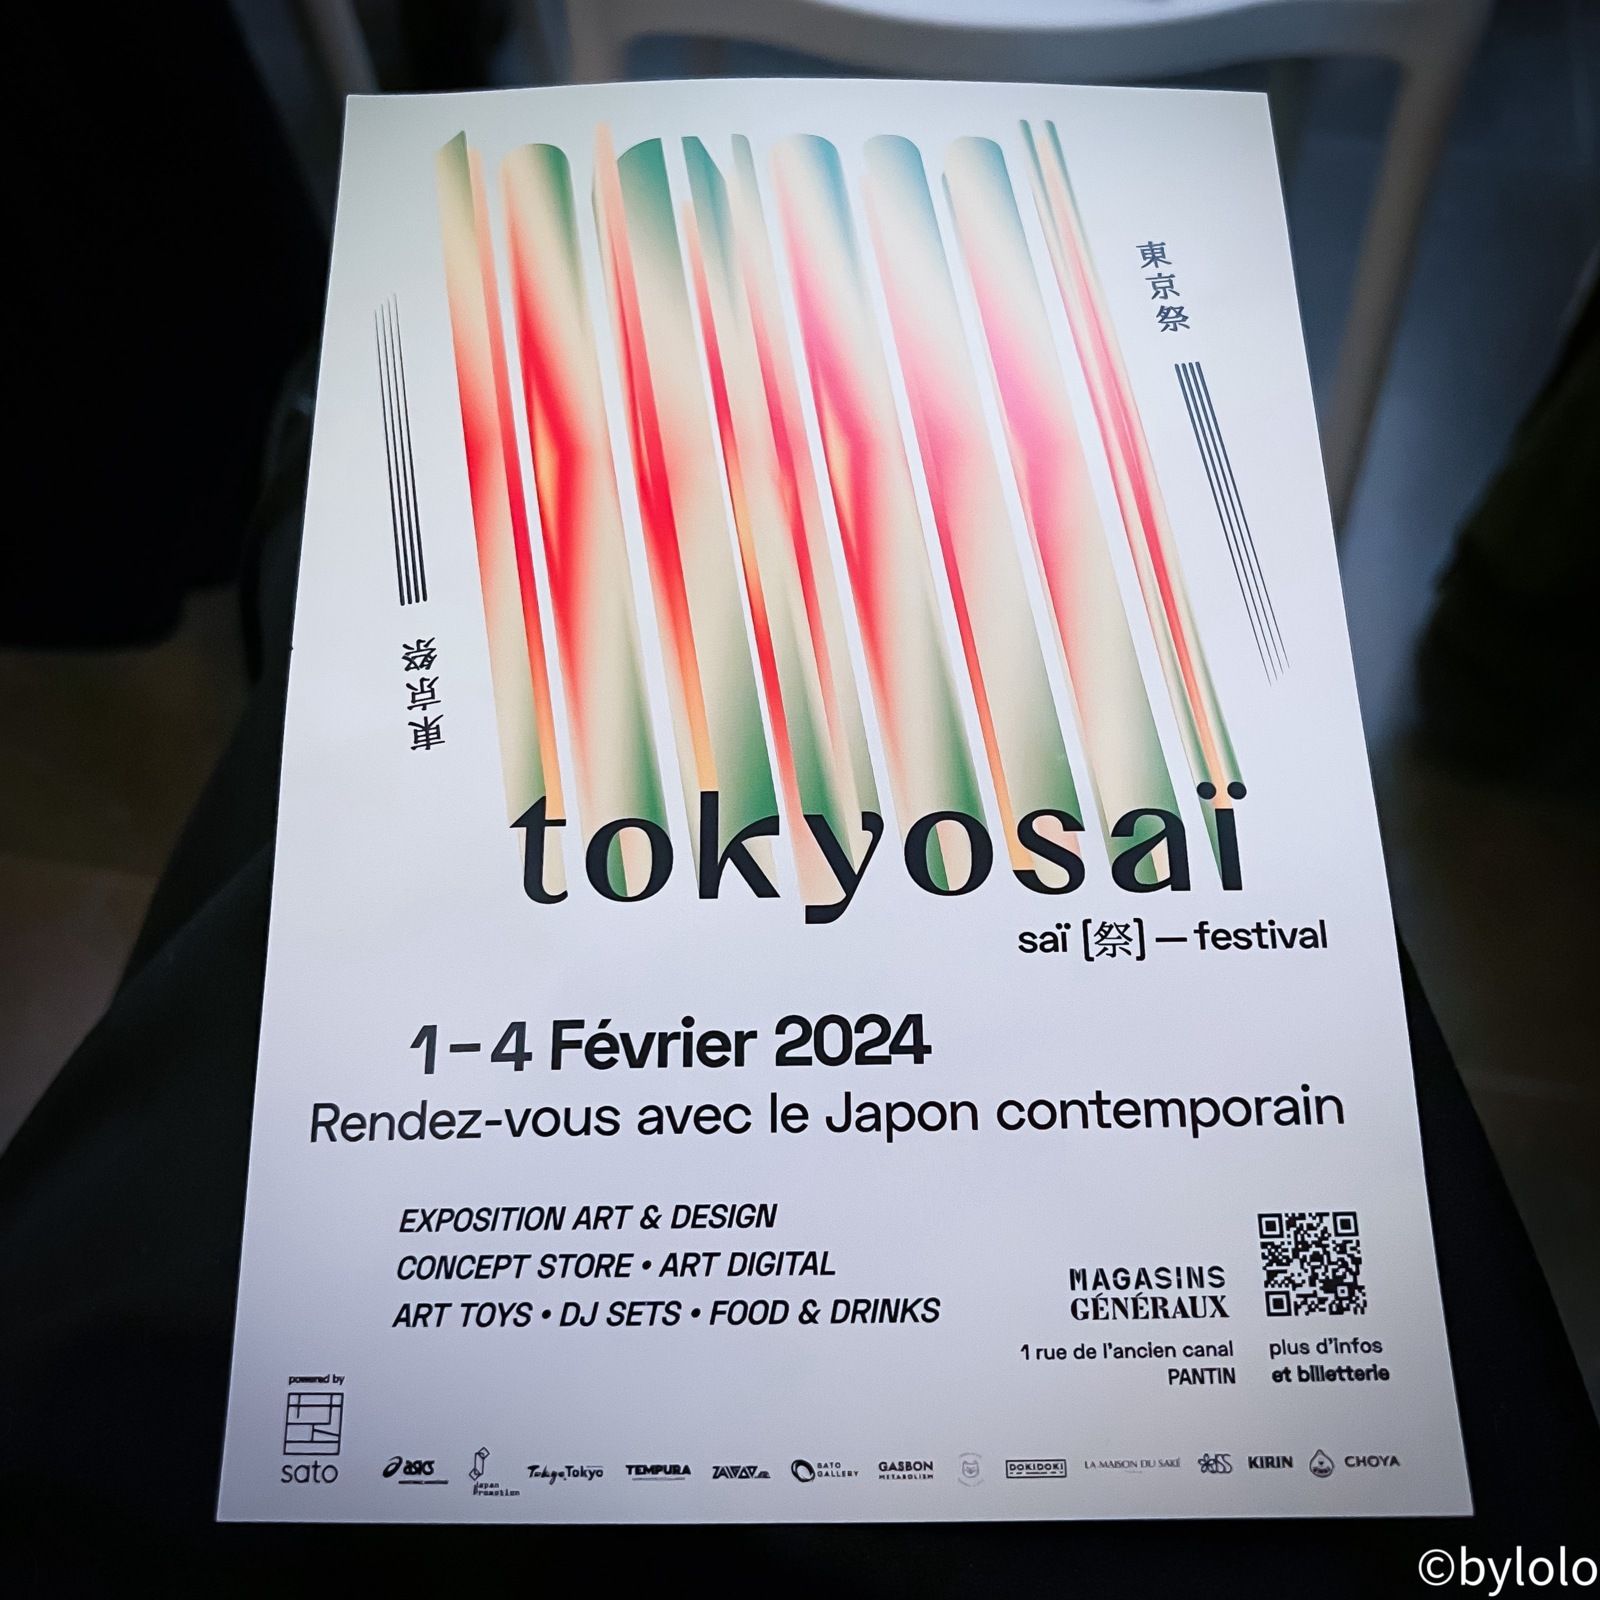 東京祭
東京祭
tokyosaï
saï [祭] — festival
1 – 4 Février 2024
Rendez-vous avec le Japon contemporain
EXPOSITION ART & DESIGN
CONCEPT STORE • ART DIGITAL
ART TOYS • DJ SETS • FOOD & DRINKS
MAGASINS
GÉNÉRAUX
1 rue de l'ancien canal
PANTIN
plus d'infos
et billetterie
powered by
sato
asics
Japan Promotion
Tokyo Tokyo
TEMPURA
SATO GALLERY
GASBON METABOLISM
DOKIDOKI
LA MAISON DU SAKÉ
KIRIN
CHOYA
©bylolo